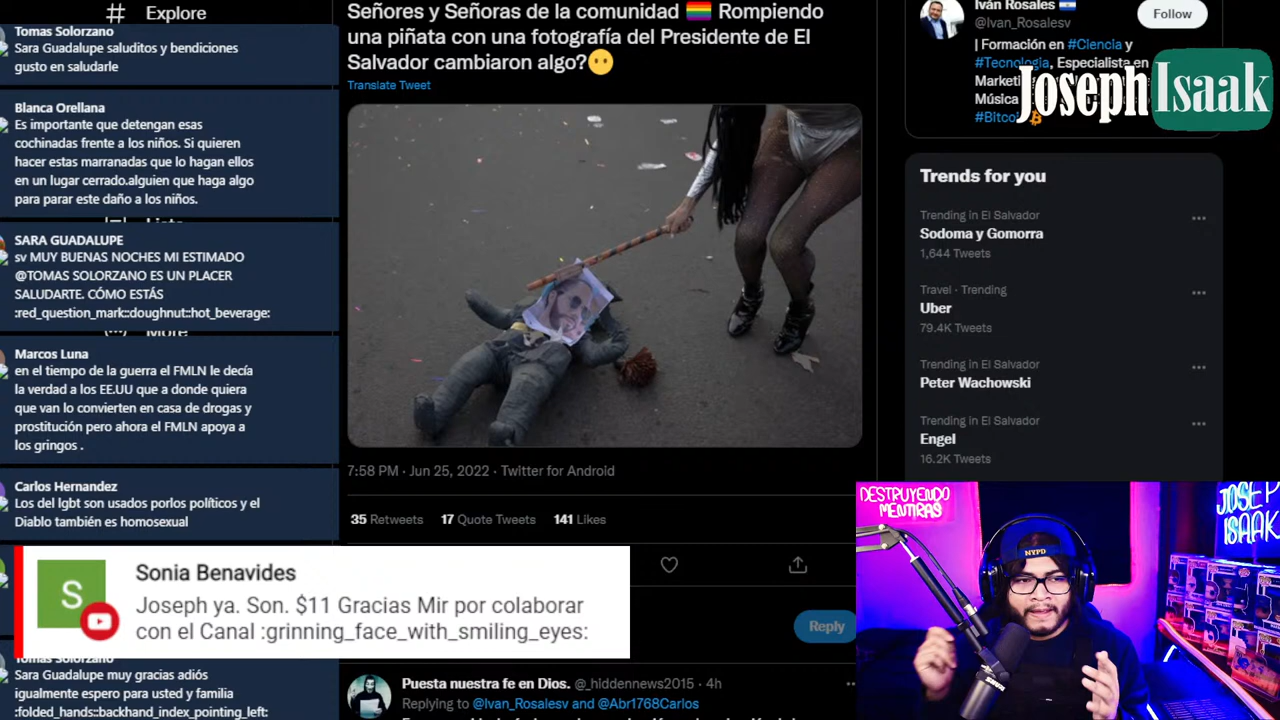 Explore
Tomas Solorzano
Sara Guadalupe saluditos y bendiciones
gusto en saludarle
Blanca Orellana
Es importante que detengan esas
cochinadas frente a los niños. Si quieren
hacer estas marranadas que lo hagan ellos
en un lugar cerrado.alguien que haga algo
para parar este daño a los niños.
Lists
SARA GUADALUPE
sv MUY BUENAS NOCHES MI ESTIMADO
@TOMAS SOLORZANO ES UN PLACER
SALUDARTE. CÓMO ESTÁS
:red_question_mark::doughnut::hot_beverage:
More
Marcos Luna
en el tiempo de la guerra el FMLN le decía
la verdad a los EE.UU que a donde quiera
que van lo convierten en casa de drogas y
prostitución pero ahora el FMLN apoya a
los gringos .
Carlos Hernandez
Los del lgbt son usados porlos políticos y el
Diablo también es homosexual
S
Sonia Benavides
Joseph ya. Son. $11 Gracias Mir por colaborar
con el Canal :grinning_face_with_smiling_eyes:
Tomas Solorzano
Sara Guadalupe muy gracias adiós
igualmente espero para usted y familia
:folded_hands::backhand_index_pointing_left:
Señores y Señoras de la comunidad 🏳️‍🌈 Rompiendo
una piñata con una fotografía del Presidente de El
Salvador cambiaron algo?😶
Translate Tweet
7:58 PM · Jun 25, 2022 · Twitter for Android
35 Retweets 17 Quote Tweets 141 Likes
Reply
Puesta nuestra fe en Dios. @_hiddennews2015 · 4h
Replying to @Ivan_Rosalesv and @Abr1768Carlos
Iván Rosales 🇸🇻
@Ivan_Rosalesv
Follow
| Formación en #Ciencia y
#Tecnología, Especialista en
Marketi
Música
#Bitcoi
Joseph Isaak
Trends for you
Trending in El Salvador
Sodoma y Gomorra
1,644 Tweets
Travel · Trending
Uber
79.4K Tweets
Trending in El Salvador
Peter Wachowski
Trending in El Salvador
Engel
16.2K Tweets
DESTRUYENDO
MENTIRAS
NYPD
JOSEP
ISAAK